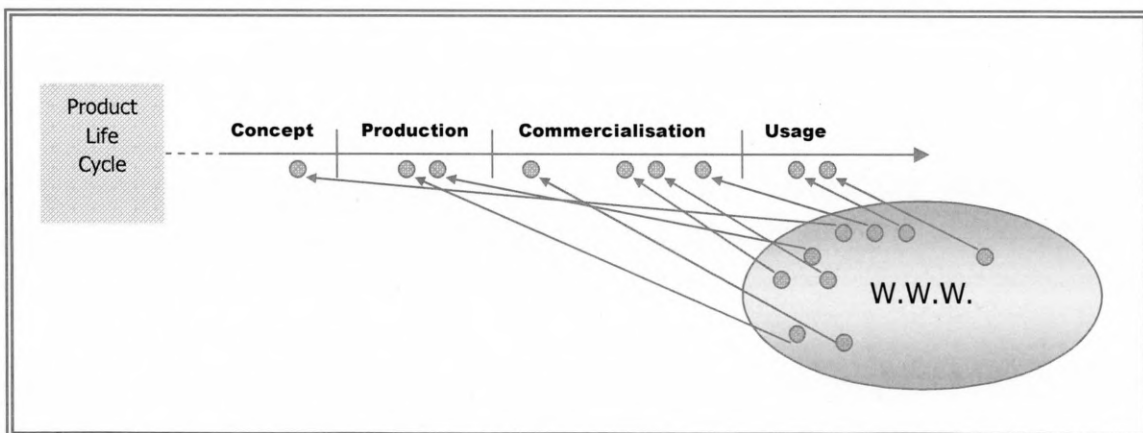 Product
Life
Cycle
Concept
Production
Commercialisation
Usage
W.W.W.